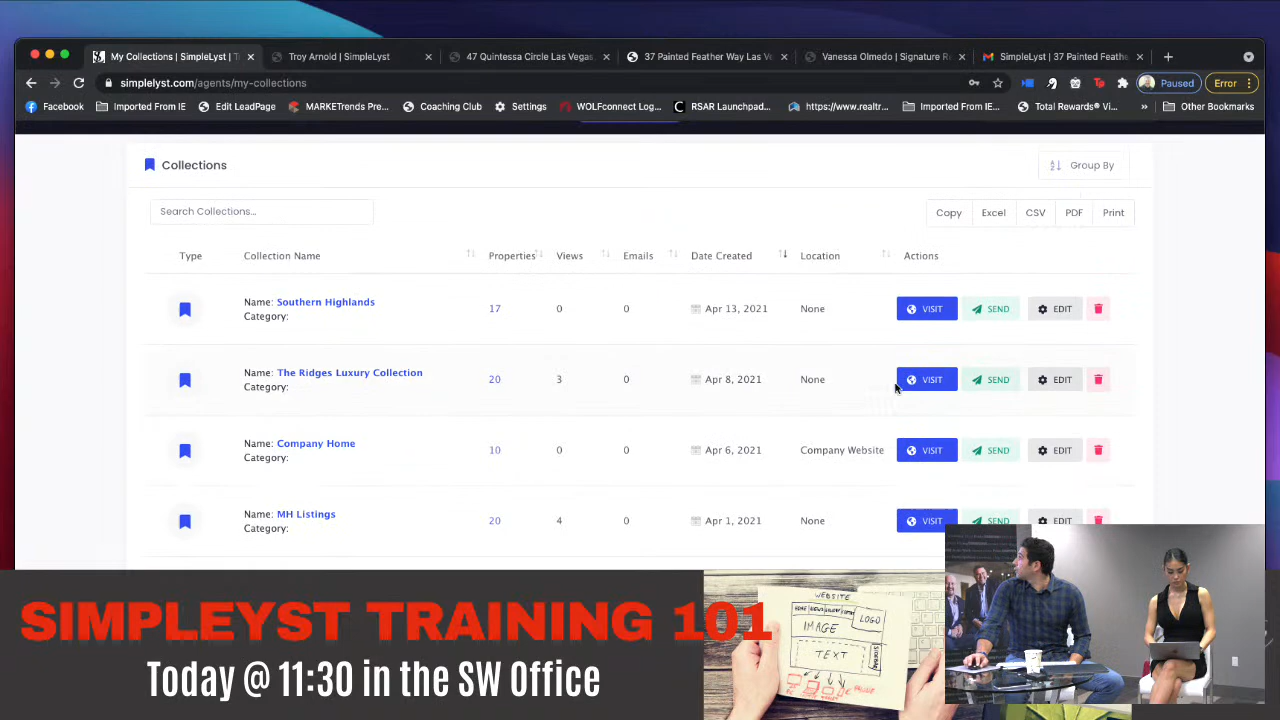 My Collections | SimpleLyst | Ti
Troy Arnold | SimpleLyst
47 Quintessa Circle Las Vegas,
37 Painted Feather Way Las Ve
Vanessa Olmedo | Signature R
SimpleLyst | 37 Painted Feathe
simplelyst.com/agents/my-collections
Paused
Error
Facebook
Imported From IE
Edit LeadPage
MARKETrends Pre...
Coaching Club
Settings
WOLFconnect Log...
RSAR Launchpad...
https://www.realtr...
Imported From IE...
Total Rewards® Vi...
»
Other Bookmarks
Collections
Group By
Search Collections...
Copy Excel CSV PDF Print
Type Collection Name Properties Views Emails Date Created Location Actions
Name: Southern Highlands
Category:
17 0 0 Apr 13, 2021 None VISIT SEND EDIT
Name: The Ridges Luxury Collection
Category:
20 3 0 Apr 8, 2021 None VISIT SEND EDIT
Name: Company Home
Category:
10 0 0 Apr 6, 2021 Company Website VISIT SEND EDIT
Name: MH Listings
Category:
20 4 0 Apr 1, 2021 None VISIT SEND EDIT
SIMPLEYST TRAINING 101
Today @ 11:30 in the SW Office
WEBSITE
LOGO
IMAGE
TEXT
SIDEBAR